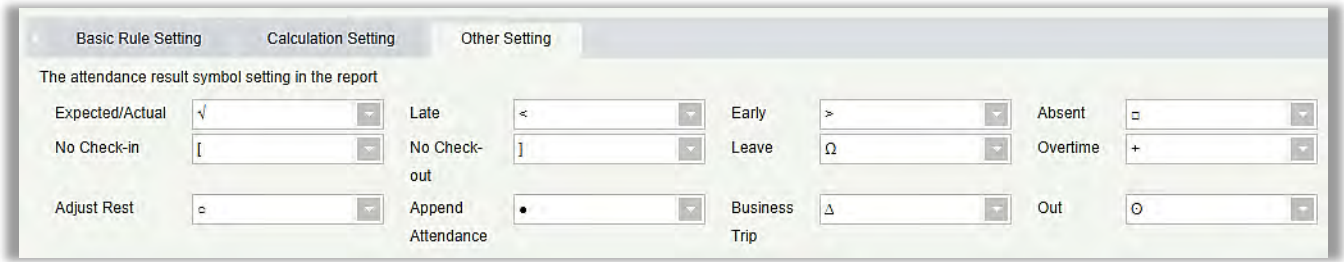 Basic Rule Setting Calculation Setting Other Setting
The attendance result symbol setting in the report
Expected/Actual √ Late < Early > Absent □
No Check-in [ No Check-out ] Leave Ω Overtime +
Adjust Rest ○ Append Attendance ● Business Trip Δ Out ⊙